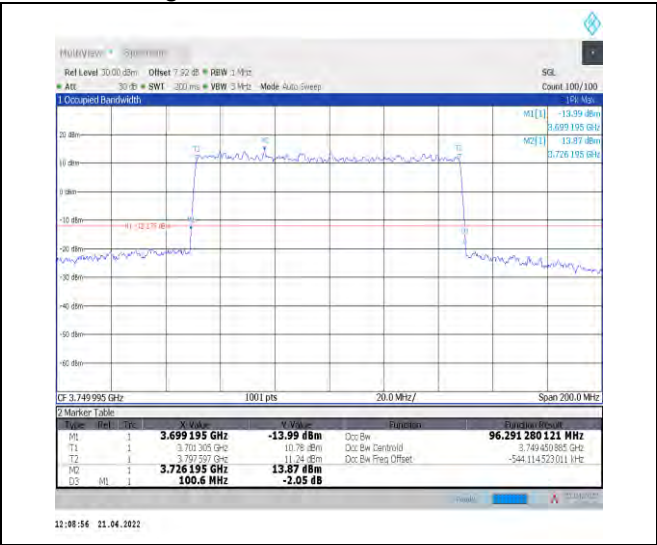 MultiView Spectrum
Ref Level 30.00 dBm Offset 7.92 dB RBW 1 MHz SGL
Att 30 dB SWT 200 ms VBW 3 MHz Mode Auto Sweep Count 100/100
1 Occupied Bandwidth 1Pk Max
M1[1] -13.99 dBm
3.699 195 GHz
M2[1] 13.87 dBm
3.726 195 GHz
20 dBm
10 dBm
0 dBm
-10 dBm
-20 dBm
-30 dBm
-40 dBm
-50 dBm
-60 dBm
CF 3.749 995 GHz 1001 pts 20.0 MHz/ Span 200.0 MHz
2 Marker Table
Type Ref Trc X-Value Y-Value Function Function Result
M1 1 3.699 195 GHz -13.99 dBm Occ Bw 96.291 280 121 MHz
T1 1 3.701 305 GHz 10.78 dBm Occ Bw Centroid 3.749 450 885 GHz
T2 1 3.797 597 GHz 11.24 dBm Occ Bw Freq Offset -544.114 523 011 kHz
M2 1 3.726 195 GHz 13.87 dBm
D3 M1 1 100.6 MHz -2.05 dB
12:08:56 21.04.2022